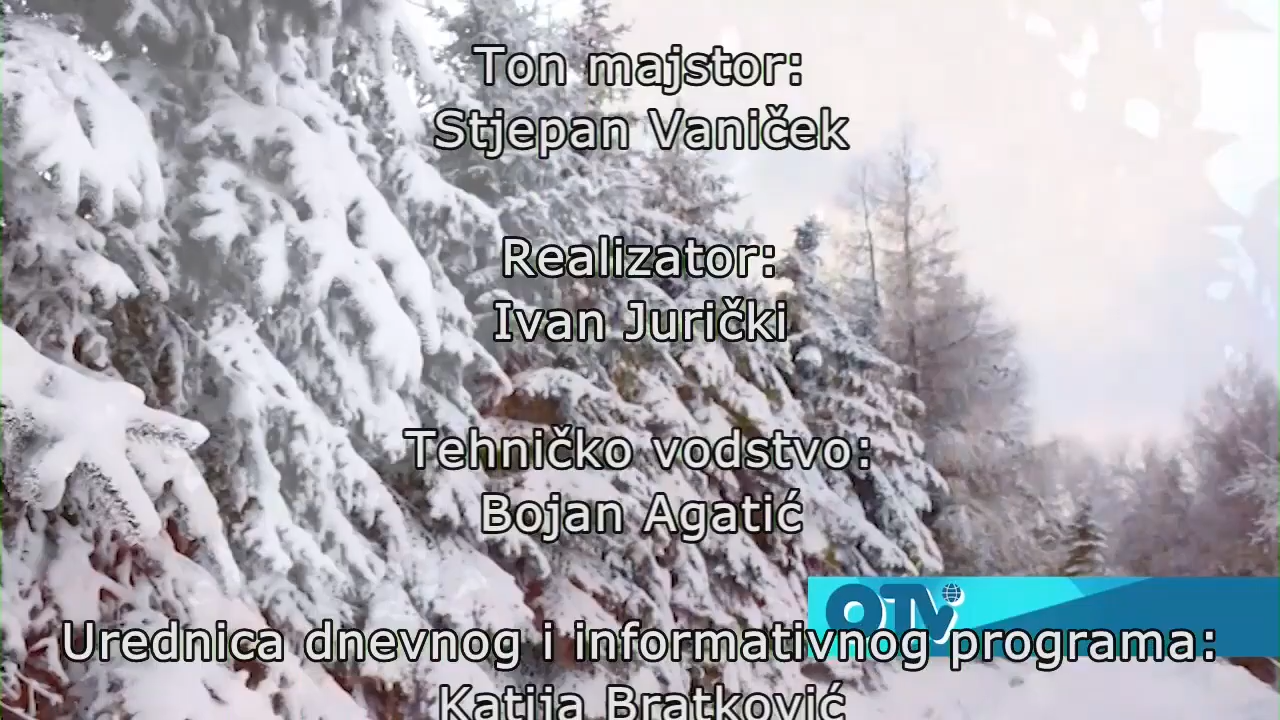 Ton majstor:
Stjepan Vaniček
Realizator:
Ivan Jurički
Tehničko vodstvo:
Bojan Agatić
OTV
Urednica dnevnog i informativnog programa:
Katija Bratković